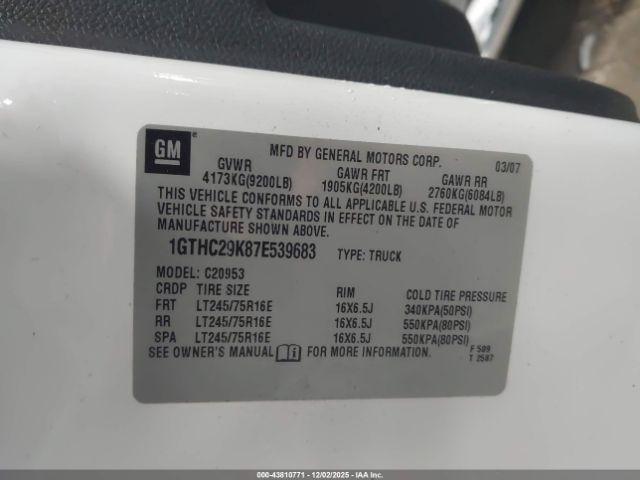 GM
MFD BY GENERAL MOTORS CORP. 03/07
GVWR GAWR FRT GAWR RR
4173KG(9200LB) 1905KG(4200LB) 2760KG(6084LB)
THIS VEHICLE CONFORMS TO ALL APPLICABLE U.S. FEDERAL MOTOR
VEHICLE SAFETY STANDARDS IN EFFECT ON THE DATE OF
MANUFACTURE SHOWN ABOVE.
1GTHC29K87E539683 TYPE: TRUCK
MODEL: C20953
CRDP TIRE SIZE RIM COLD TIRE PRESSURE
FRT LT245/75R16E 16X6.5J 340KPA(50PSI)
RR LT245/75R16E 16X6.5J 550KPA(80PSI)
SPA LT245/75R16E 16X6.5J 550KPA(80PSI)
SEE OWNER'S MANUAL FOR MORE INFORMATION. F 509
T 2507
000-43810771 - 12/02/2025 - IAA Inc.